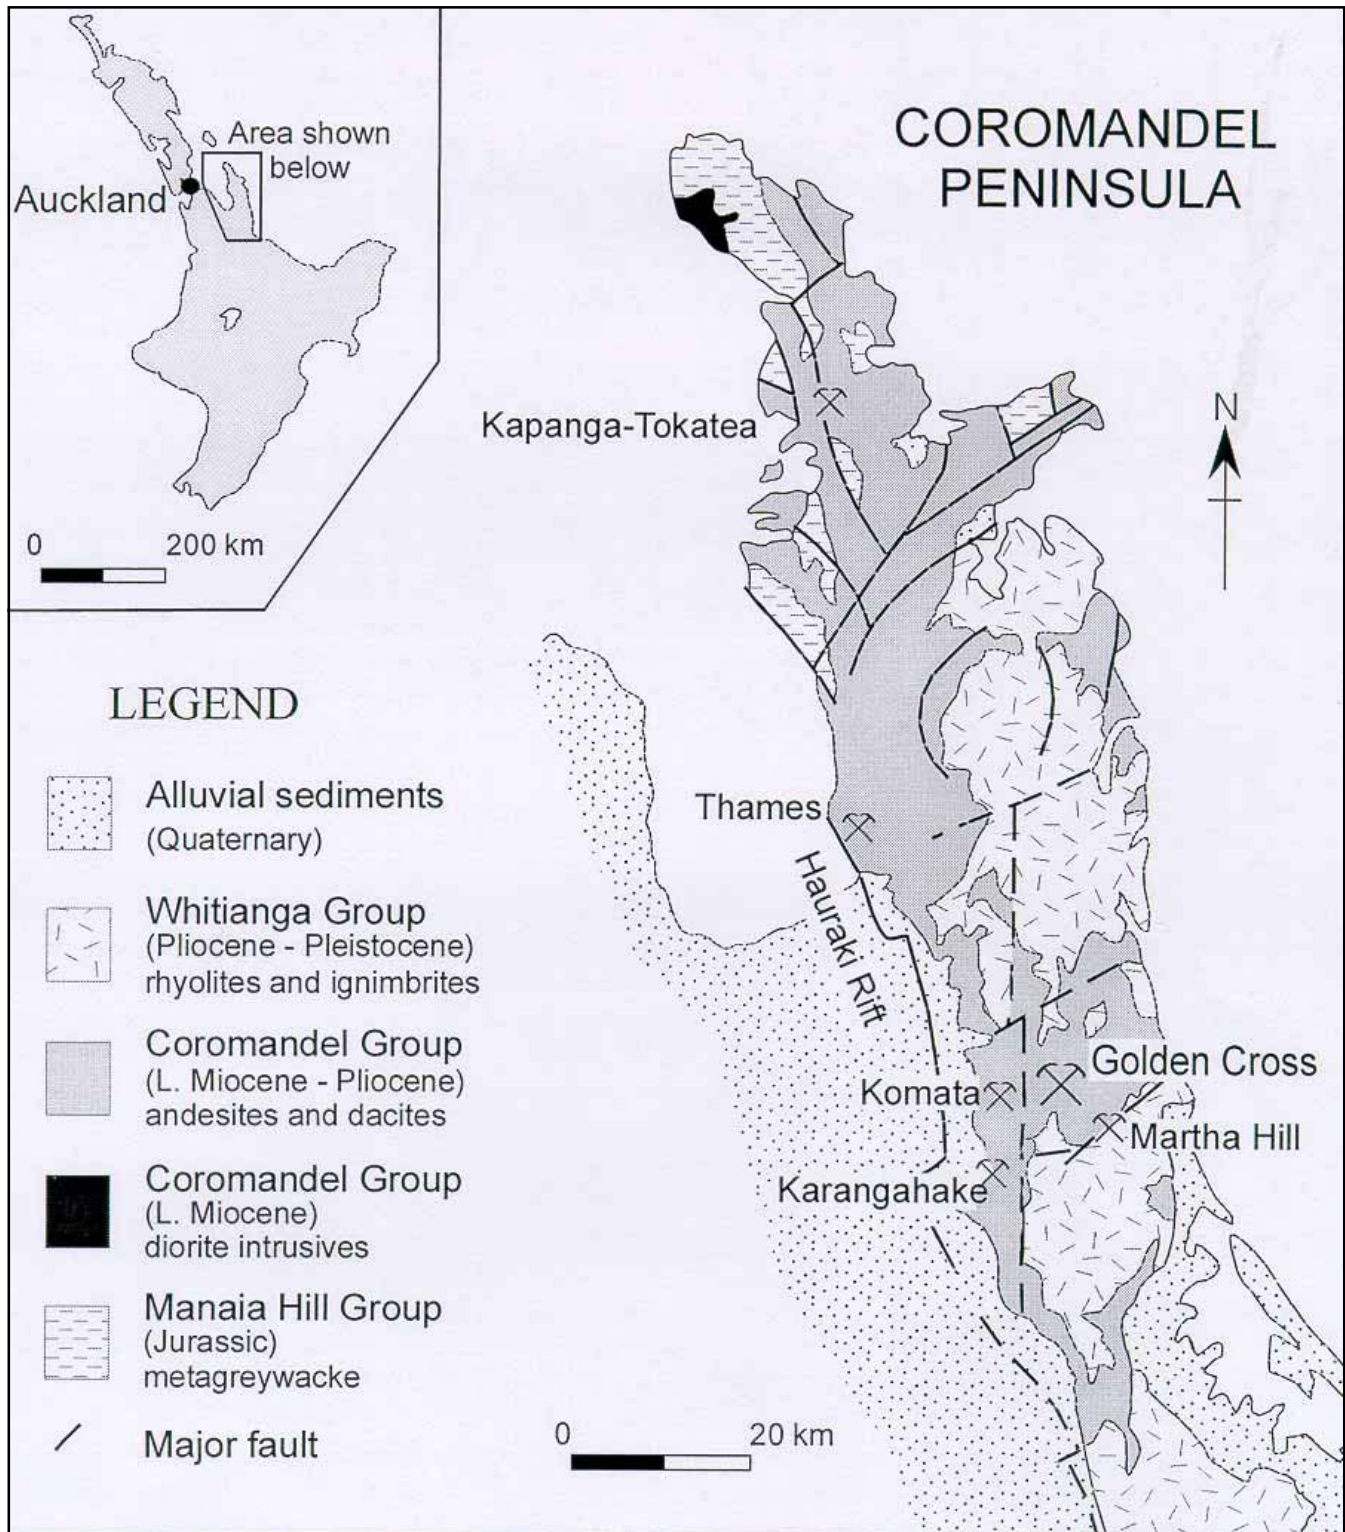 COROMANDEL
PENINSULA
Area shown
below
Auckland
0 200 km
N
Kapanga-Tokatea
Thames
Hauraki Rift
Golden Cross
Komata
Martha Hill
Karangahake
LEGEND
Alluvial sediments
(Quaternary)
Whitianga Group
(Pliocene - Pleistocene)
rhyolites and ignimbrites
Coromandel Group
(L. Miocene - Pliocene)
andesites and dacites
Coromandel Group
(L. Miocene)
diorite intrusives
Manaia Hill Group
(Jurassic)
metagreywacke
Major fault
0 20 km